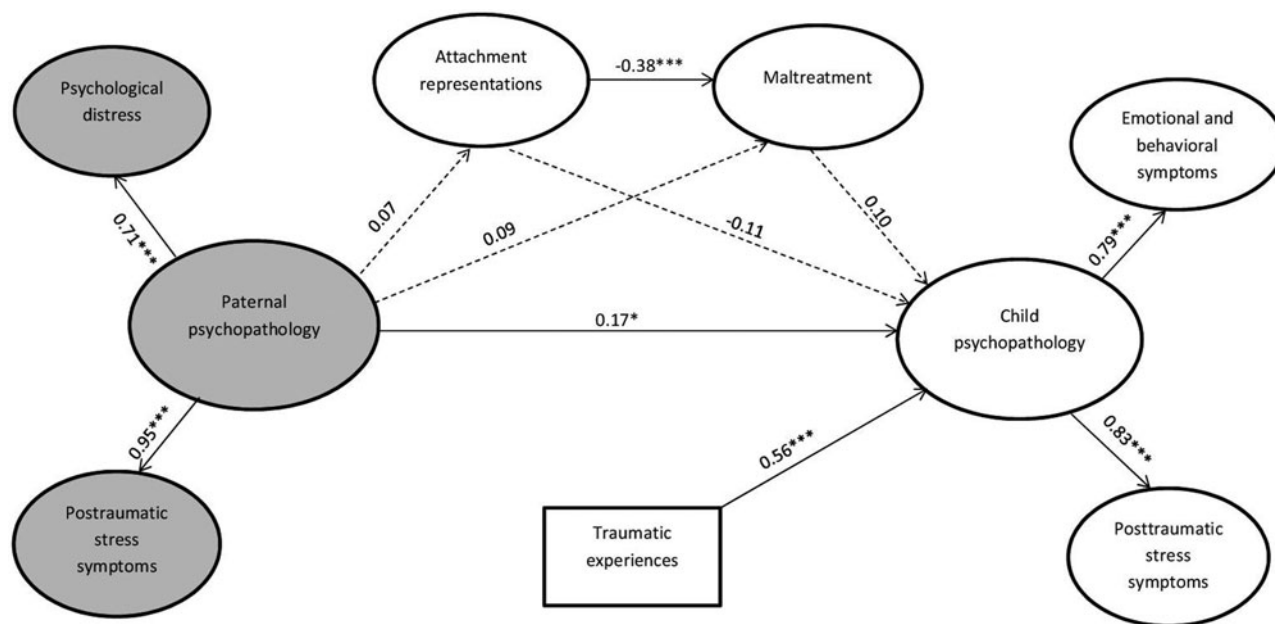 Psychological
distress
Attachment
representations
-0.38***
Maltreatment
Emotional and
behavioral
symptoms
0.71***
0.07
0.09
-0.11
0.10
0.79***
Paternal
psychopathology
0.17*
Child
psychopathology
0.95***
0.56***
0.83***
Postraumatic
stress
symptoms
Traumatic
experiences
Posttraumatic
stress
symptoms